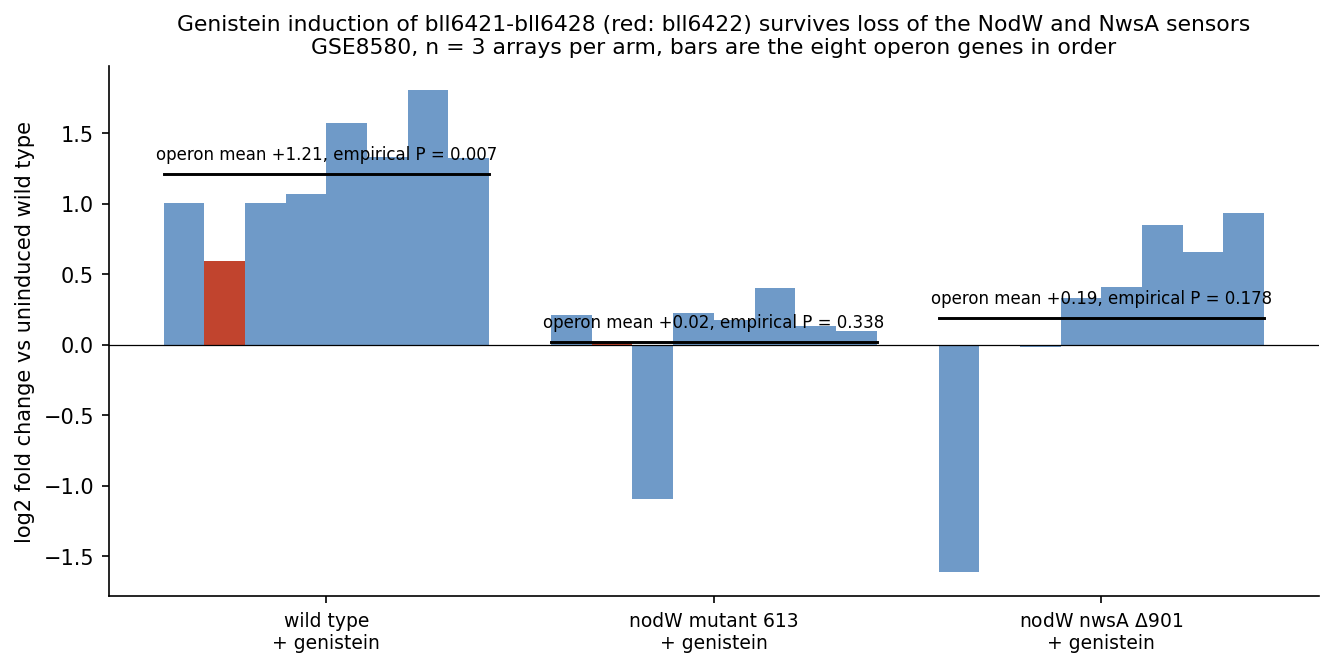 Genistein induction of bll6421-bll6428 (red: bll6422) survives loss of the NodW and NwsA sensors
GSE8580, n = 3 arrays per arm, bars are the eight operon genes in order
log2 fold change vs uninduced wild type
1.5
1.0
0.5
0.0
−0.5
−1.0
−1.5
operon mean +1.21, empirical P = 0.007
operon mean +0.02, empirical P = 0.338
operon mean +0.19, empirical P = 0.178
wild type
+ genistein
nodW mutant 613
+ genistein
nodW nwsA Δ901
+ genistein